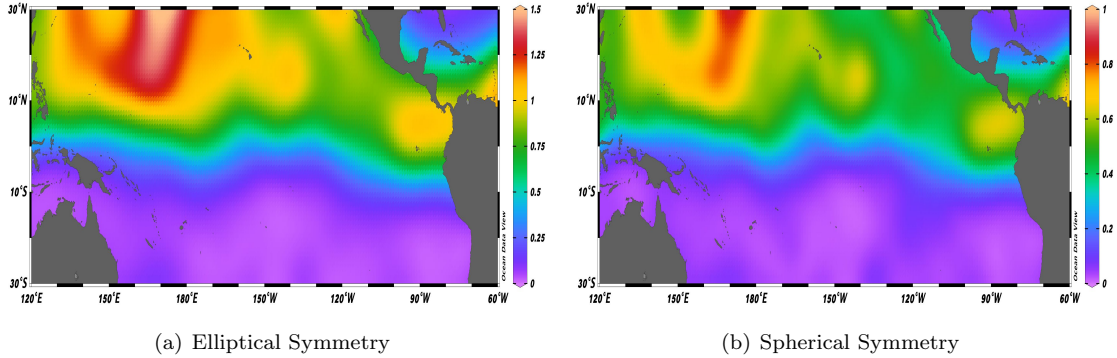 30°N
10°N
10°S
30°S
120°E 150°E 180°E 150°W 120°W 90°W 60°W
1.5
1.25
1
0.75
0.5
0.25
0
Ocean Data View
(a) Elliptical Symmetry
30°N
10°N
10°S
30°S
120°E 150°E 180°E 150°W 120°W 90°W 60°W
1
0.8
0.6
0.4
0.2
0
Ocean Data View
(b) Spherical Symmetry